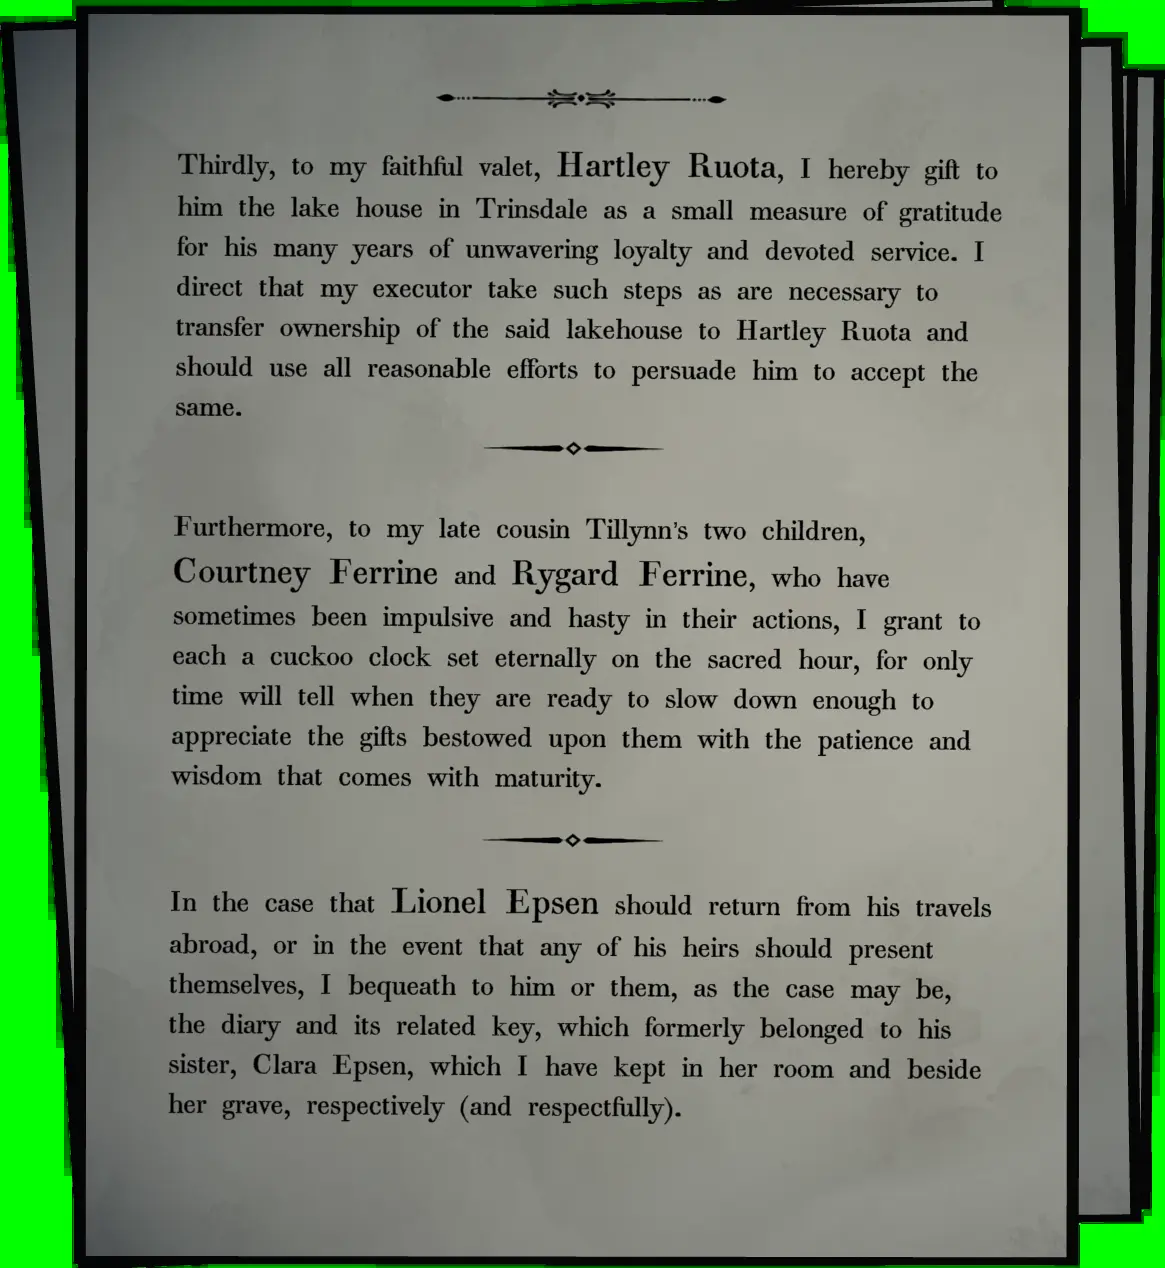 Thirdly, to my faithful valet, Hartley Ruota, I hereby gift to
him the lake house in Trinsdale as a small measure of gratitude
for his many years of unwavering loyalty and devoted service. I
direct that my executor take such steps as are necessary to
transfer ownership of the said lakehouse to Hartley Ruota and
should use all reasonable efforts to persuade him to accept the
same.
Furthermore, to my late cousin Tillynn's two children,
Courtney Ferrine and Rygard Ferrine, who have
sometimes been impulsive and hasty in their actions, I grant to
each a cuckoo clock set eternally on the sacred hour, for only
time will tell when they are ready to slow down enough to
appreciate the gifts bestowed upon them with the patience and
wisdom that comes with maturity.
In the case that Lionel Epsen should return from his travels
abroad, or in the event that any of his heirs should present
themselves, I bequeath to him or them, as the case may be,
the diary and its related key, which formerly belonged to his
sister, Clara Epsen, which I have kept in her room and beside
her grave, respectively (and respectfully).